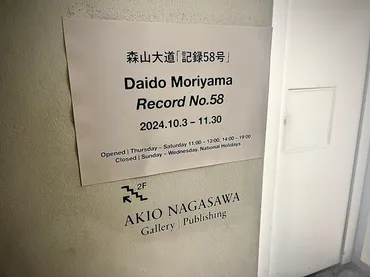 森山大道「記録58号」
Daido Moriyama
Record No.58
2024.10.3 – 11.30
Opened | Thursday – Saturday 11:00 – 13:00, 14:00 – 19:00
Closed | Sunday – Wednesday, National Holidays
2F
AKIO NAGASAWA
Gallery | Publishing